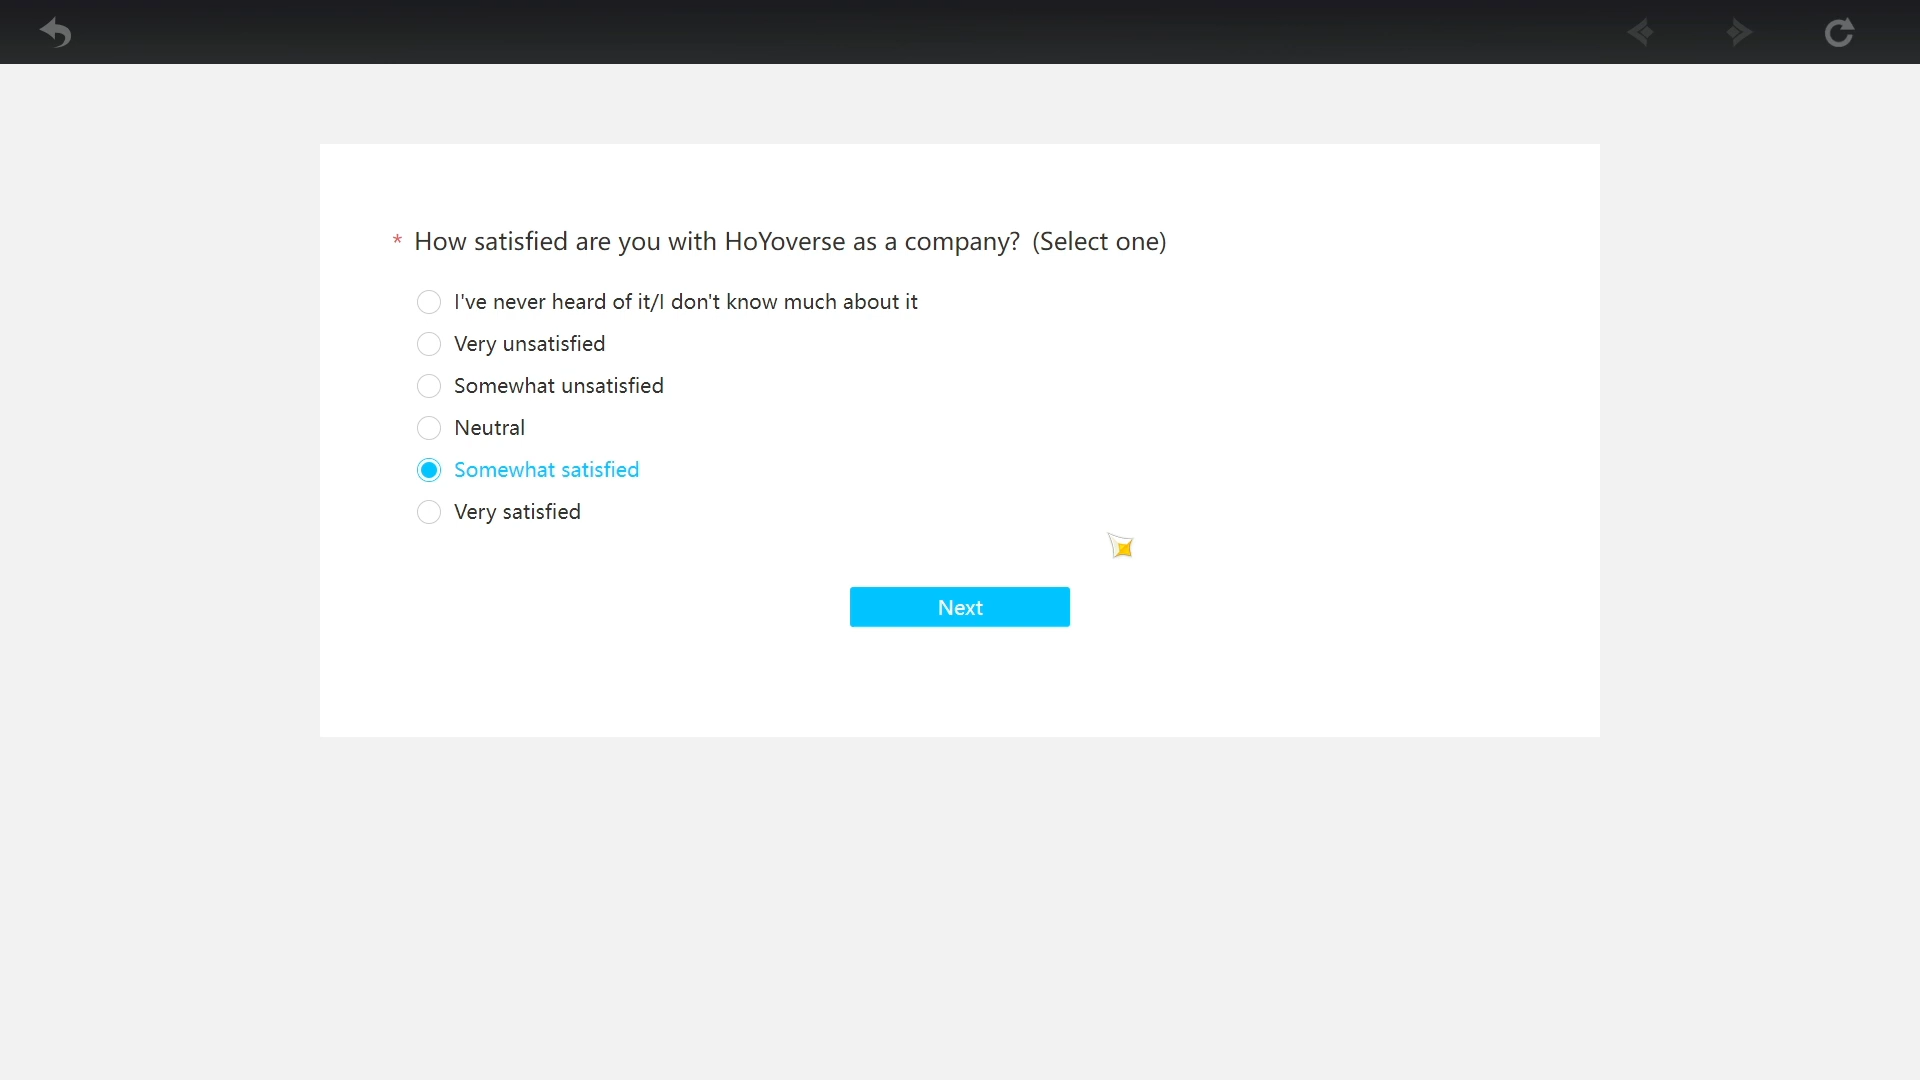 * How satisfied are you with HoYoverse as a company? (Select one)
I've never heard of it/I don't know much about it
Very unsatisfied
Somewhat unsatisfied
Neutral
Somewhat satisfied
Very satisfied
Next